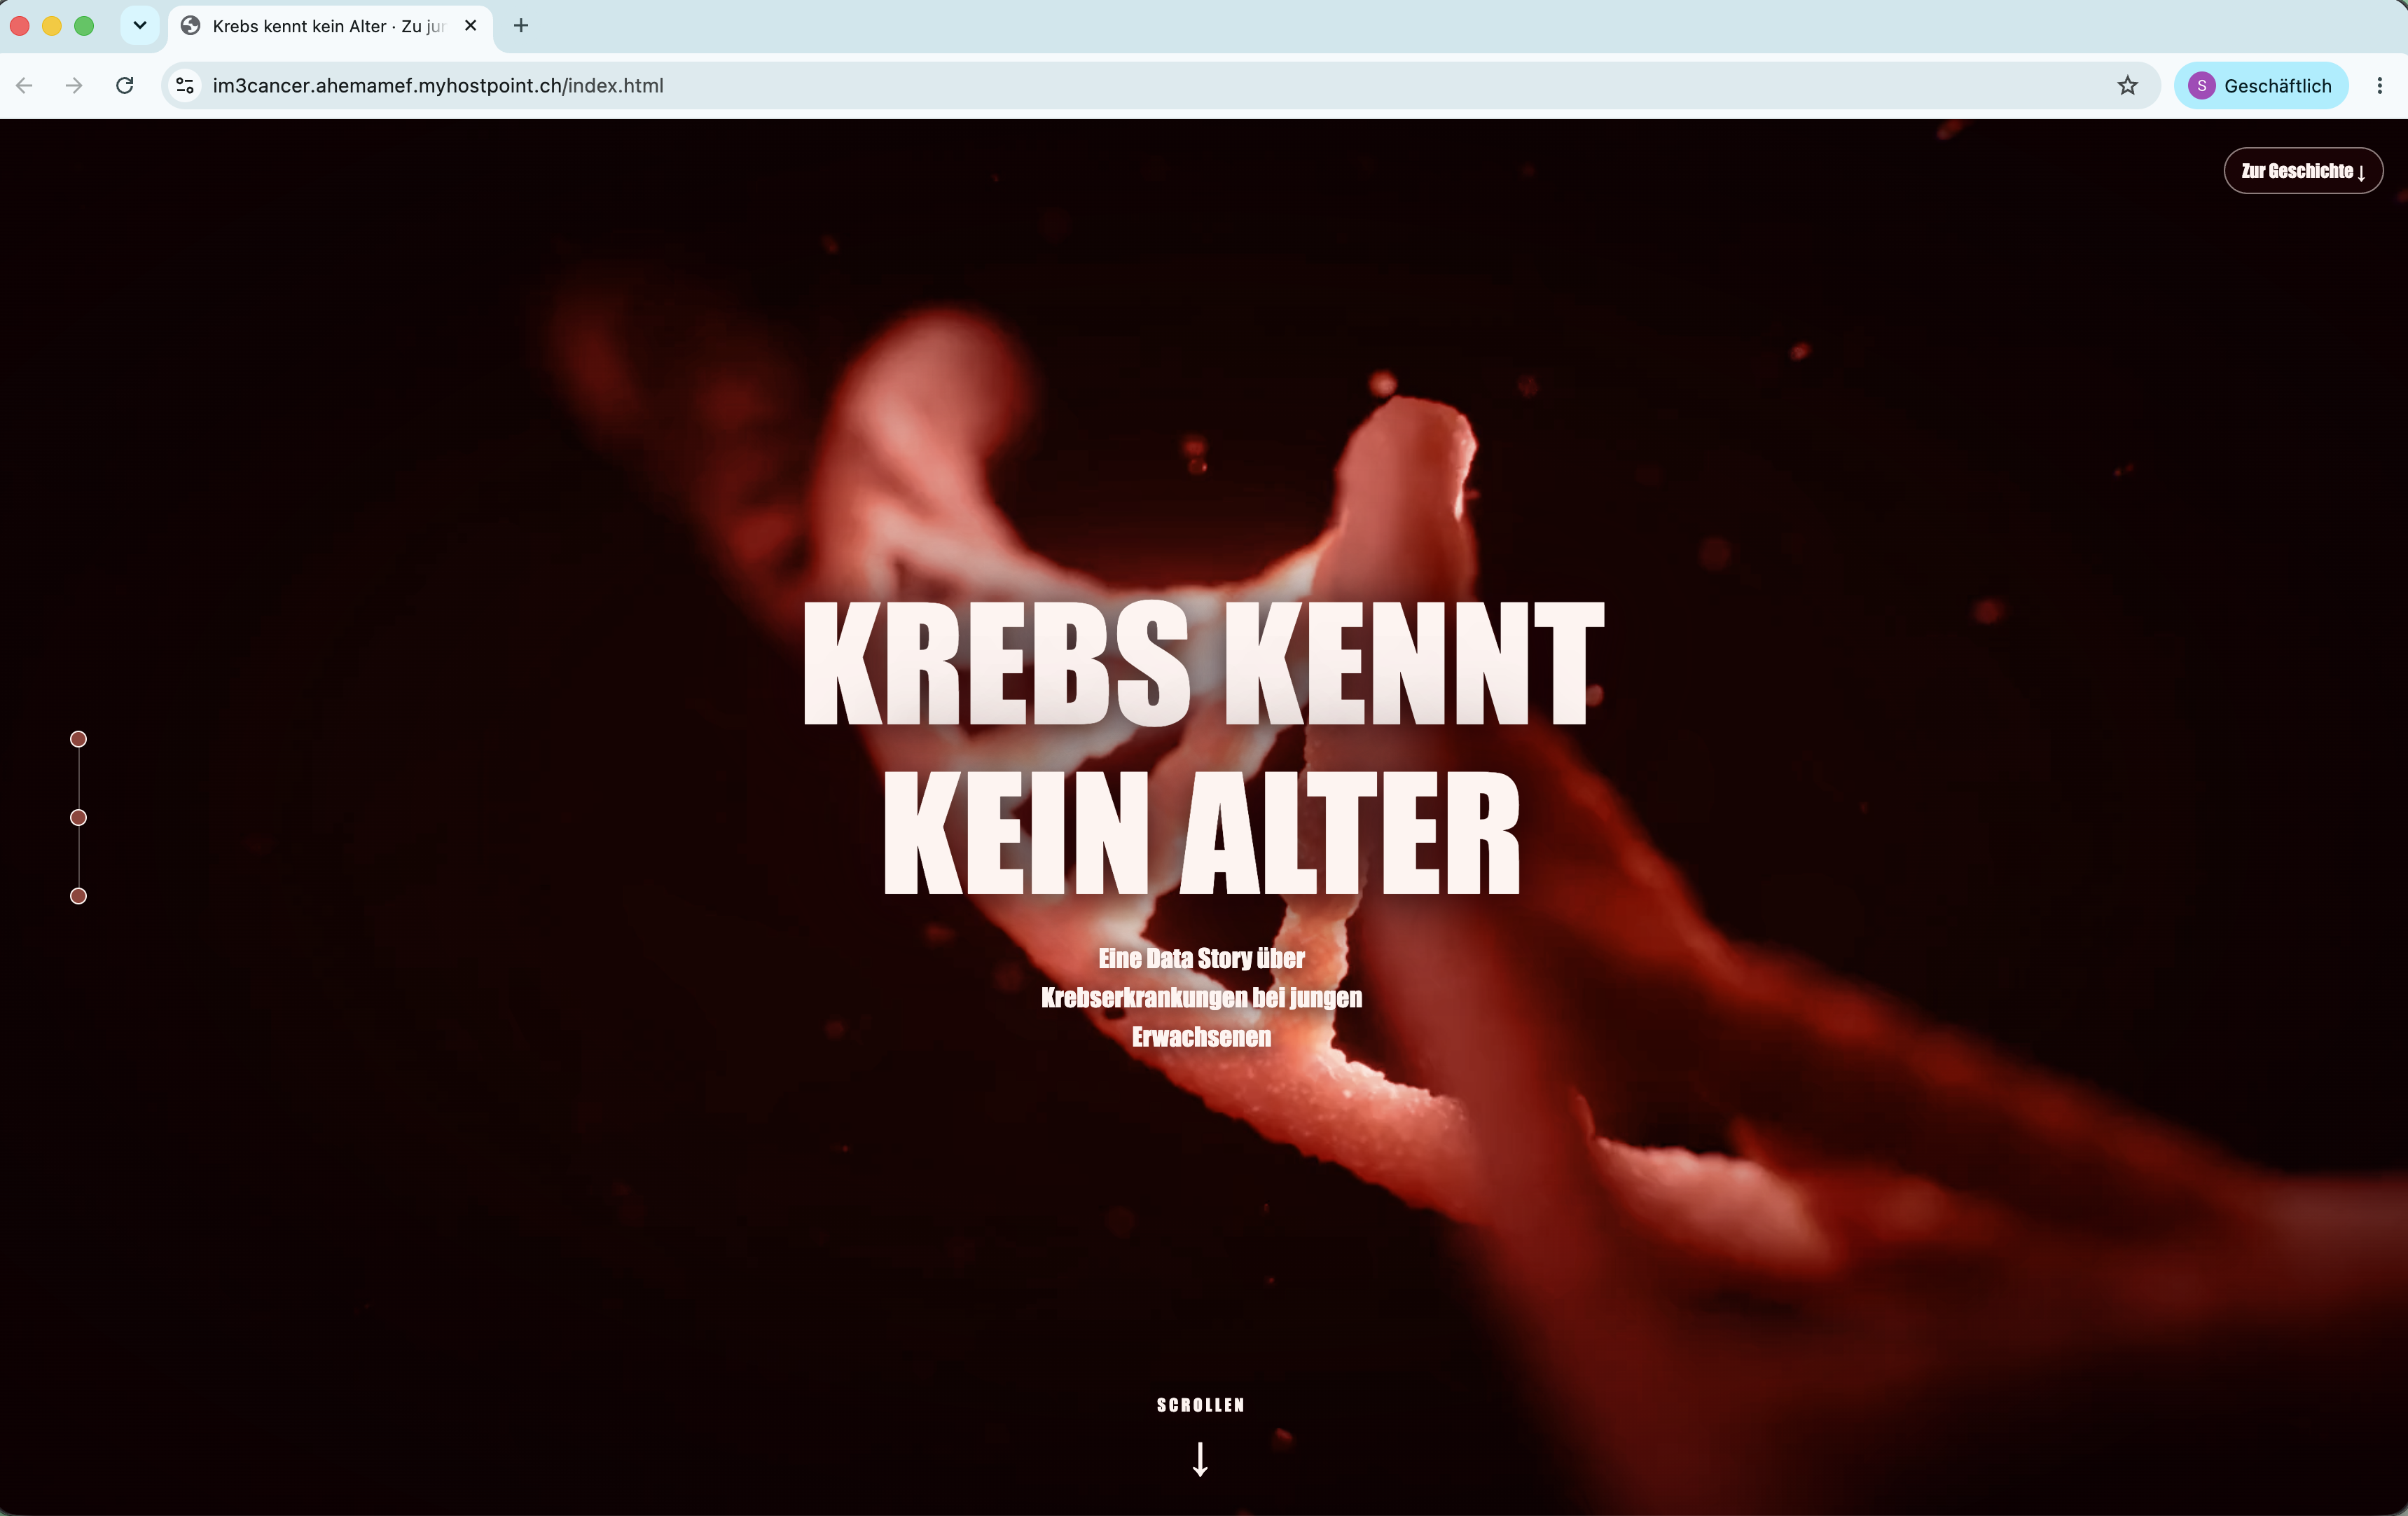 Krebs kennt kein Alter · Zu jur
im3cancer.ahemamef.myhostpoint.ch/index.html
S Geschäftlich
Zur Geschichte ↓
KREBS KENNT
KEIN ALTER
Eine Data Story über
Krebserkrankungen bei jungen
Erwachsenen
SCROLLEN
↓